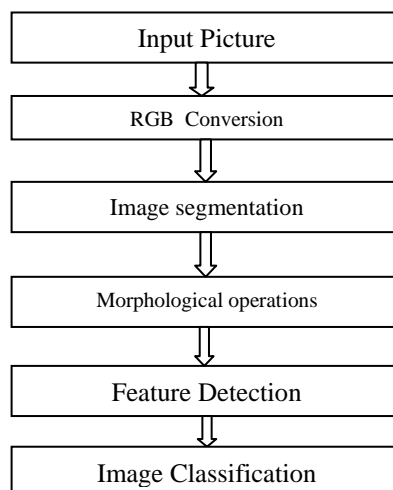 Input Picture
RGB Conversion
Image segmentation
Morphological operations
Feature Detection
Image Classification